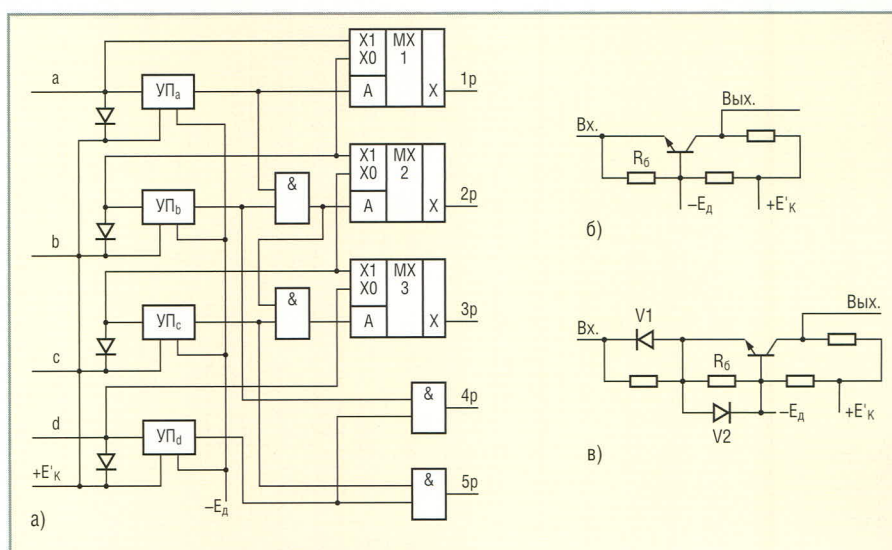 a
b
c
d
+E'к
УПa
УПb
УПc
УПd
−Eд
&
&
X1 MX
X0 1
A X
1p
X1 MX
X0 2
A X
2p
X1 MX
X0 3
A X
3p
&
4p
&
5p
а)
Вх.
Вых.
Rб
−Eд
+E'к
б)
Вх.
V1
Вых.
Rб
V2
−Eд
+E'к
в)